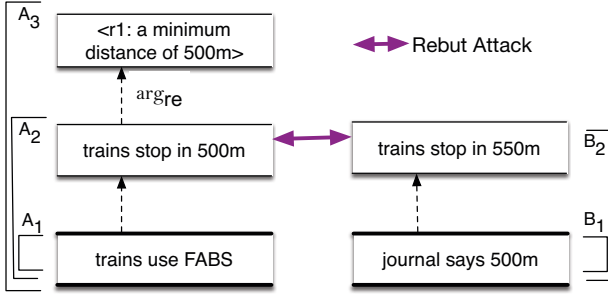 A3
<r1: a minimum
distance of 500m>
Rebut Attack
argre
A2
trains stop in 500m
trains stop in 550m
B2
A1
trains use FABS
journal says 500m
B1